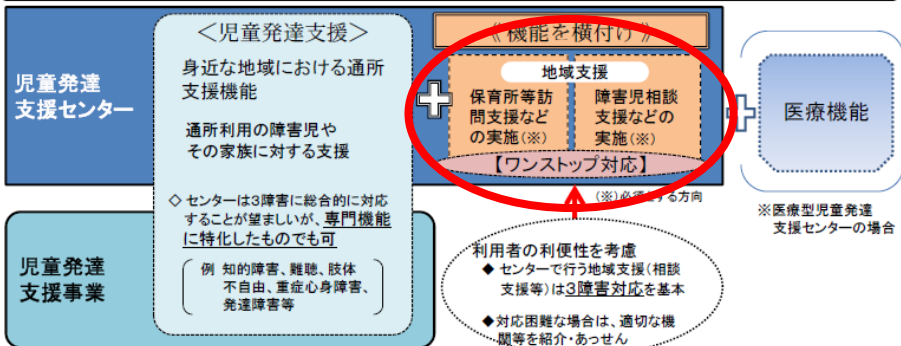 児童発達
支援センター
＜児童発達支援＞
身近な地域における通所
支援機能
通所利用の障害児や
その家族に対する支援
◇ センターは3障害に総合的に対応
することが望ましいが、専門機能
に特化したものでも可
例 知的障害、難聴、肢体
不自由、重症心身障害、
発達障害等
《機能を横付け》
地域支援
保育所等訪
問支援など
の実施(※)
障害児相談
支援などの
実施(※)
【ワンストップ対応】
(※)必須とする方向
医療機能
※医療型児童発達
支援センターの場合
児童発達
支援事業
利用者の利便性を考慮
◆ センターで行う地域支援(相談
支援等)は3障害対応を基本
◆対応困難な場合は、適切な機
関等を紹介・あっせん